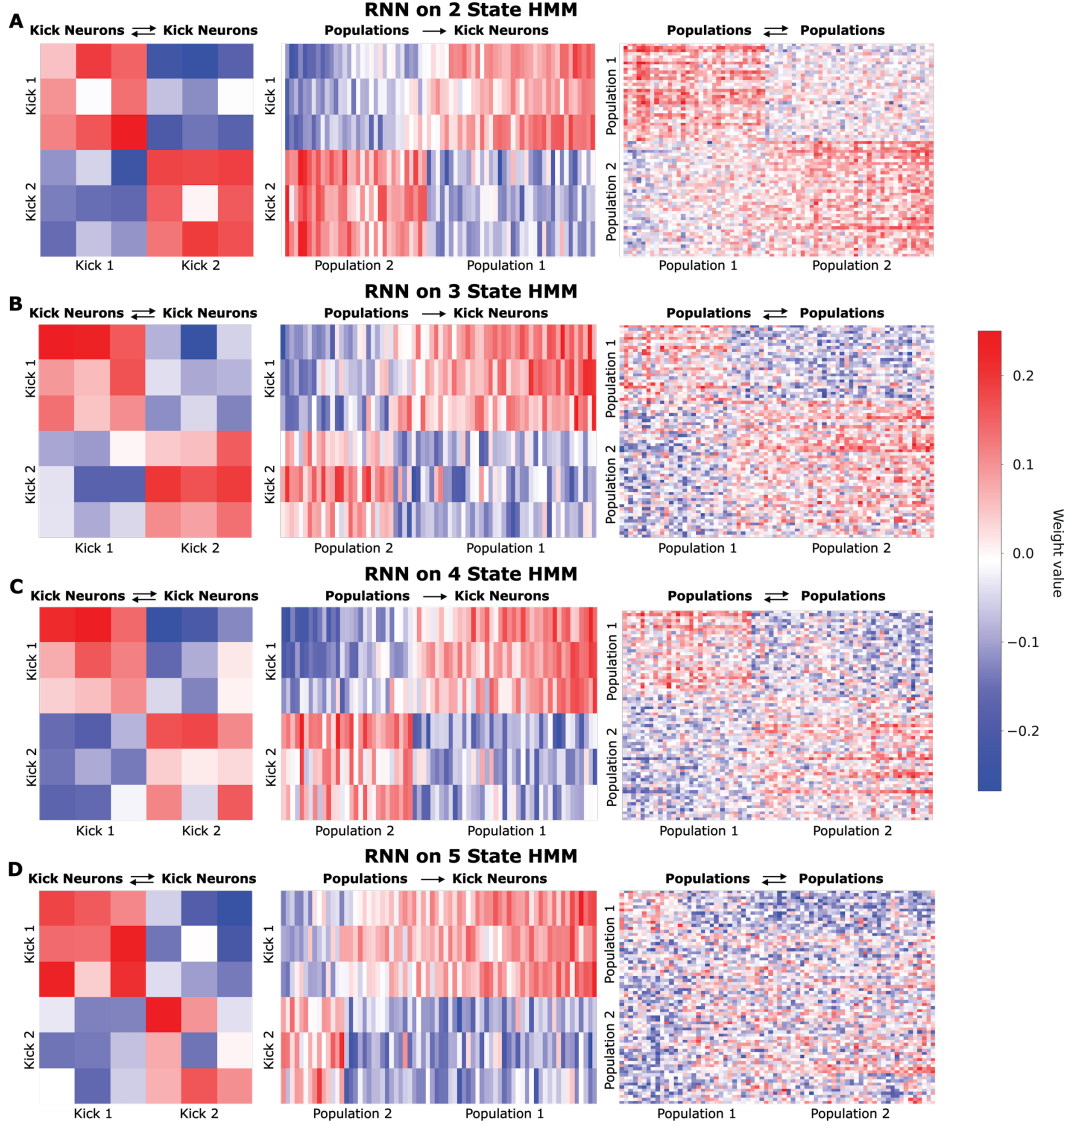 RNN on 2 State HMM
A
Kick Neurons ⇄ Kick Neurons
Populations → Kick Neurons
Populations ⇄ Populations
Kick 1
Kick 2
Kick 1
Kick 2
Kick 1
Kick 2
Population 2
Population 1
Population 1
Population 2
Population 1
Population 2
RNN on 3 State HMM
B
Kick Neurons ⇄ Kick Neurons
Populations → Kick Neurons
Populations ⇄ Populations
Kick 1
Kick 2
Kick 1
Kick 2
Kick 1
Kick 2
Population 2
Population 1
Population 1
Population 2
Population 1
Population 2
RNN on 4 State HMM
C
Kick Neurons ⇄ Kick Neurons
Populations → Kick Neurons
Populations ⇄ Populations
Kick 1
Kick 2
Kick 1
Kick 2
Kick 1
Kick 2
Population 2
Population 1
Population 1
Population 2
Population 1
Population 2
RNN on 5 State HMM
D
Kick Neurons ⇄ Kick Neurons
Populations → Kick Neurons
Populations ⇄ Populations
Kick 1
Kick 2
Kick 1
Kick 2
Kick 1
Kick 2
Population 2
Population 1
Population 1
Population 2
Population 1
Population 2
0.2
0.1
0.0
−0.1
−0.2
Weight value